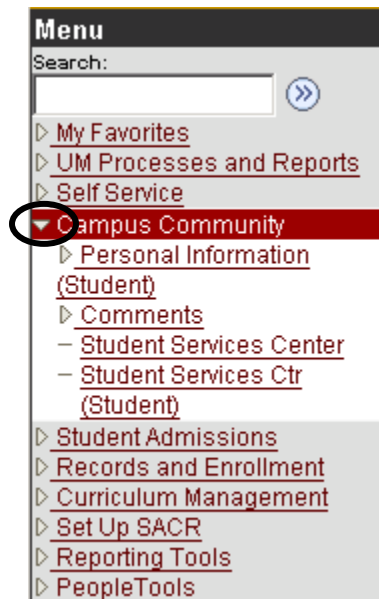 Menu
Search:
My Favorites
UM Processes and Reports
Self Service
Campus Community
Personal Information
(Student)
Comments
– Student Services Center
– Student Services Ctr
(Student)
Student Admissions
Records and Enrollment
Curriculum Management
Set Up SACR
Reporting Tools
PeopleTools